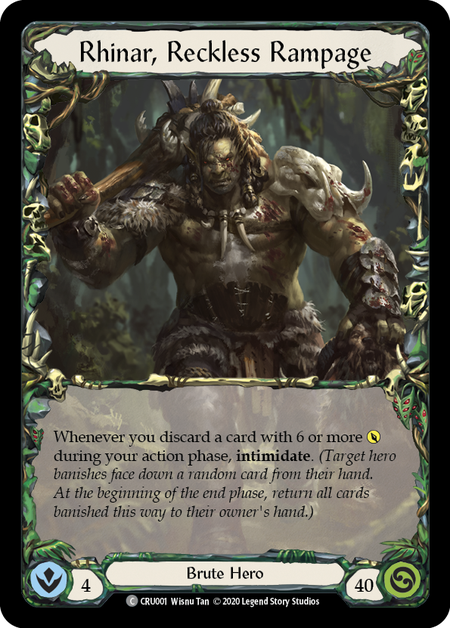 Rhinar, Reckless Rampage
Whenever you discard a card with 6 or more
during your action phase, intimidate. (Target hero
banishes face down a random card from their hand.
At the beginning of the end phase, return all cards
banished this way to their owner's hand.)
4
Brute Hero
40
C CRU001 Wisnu Tan © 2020 Legend Story Studios